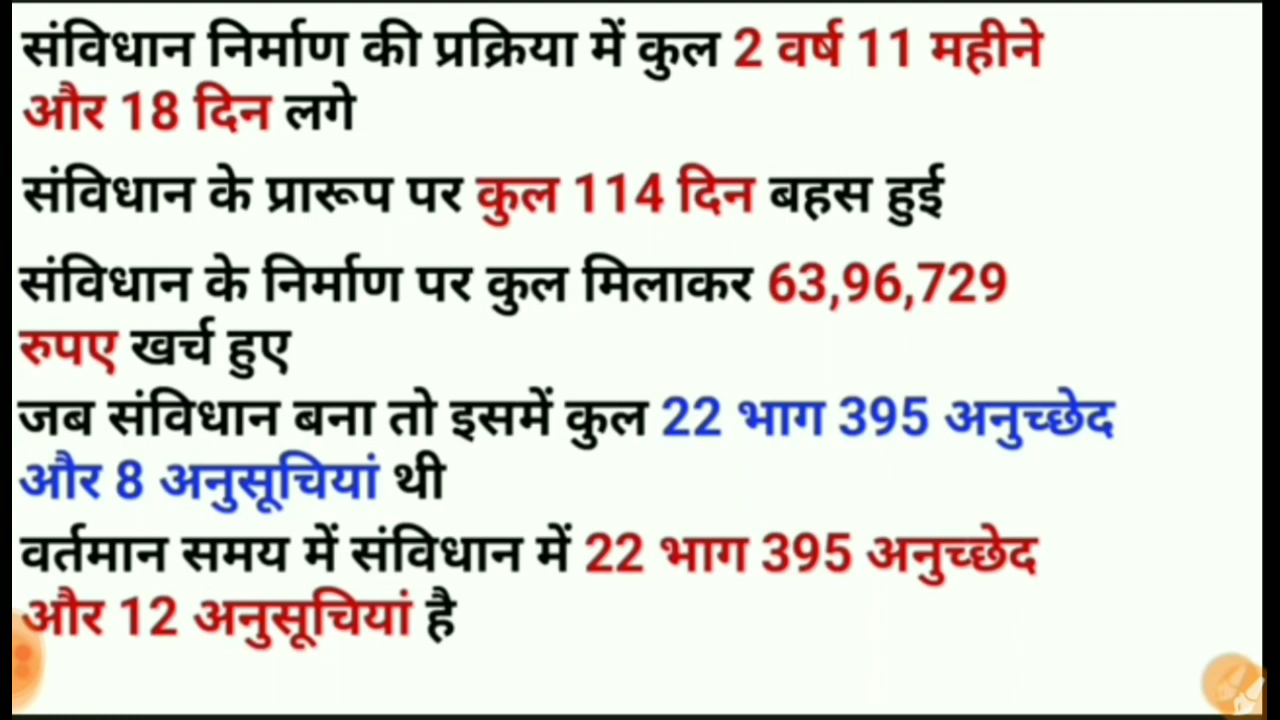 संविधान निर्माण की प्रक्रिया में कुल 2 वर्ष 11 महीने
और 18 दिन लगे
संविधान के प्रारूप पर कुल 114 दिन बहस हुई
संविधान के निर्माण पर कुल मिलाकर 63,96,729
रुपए खर्च हुए
जब संविधान बना तो इसमें कुल 22 भाग 395 अनुच्छेद
और 8 अनुसूचियां थी
वर्तमान समय में संविधान में 22 भाग 395 अनुच्छेद
और 12 अनुसूचियां है